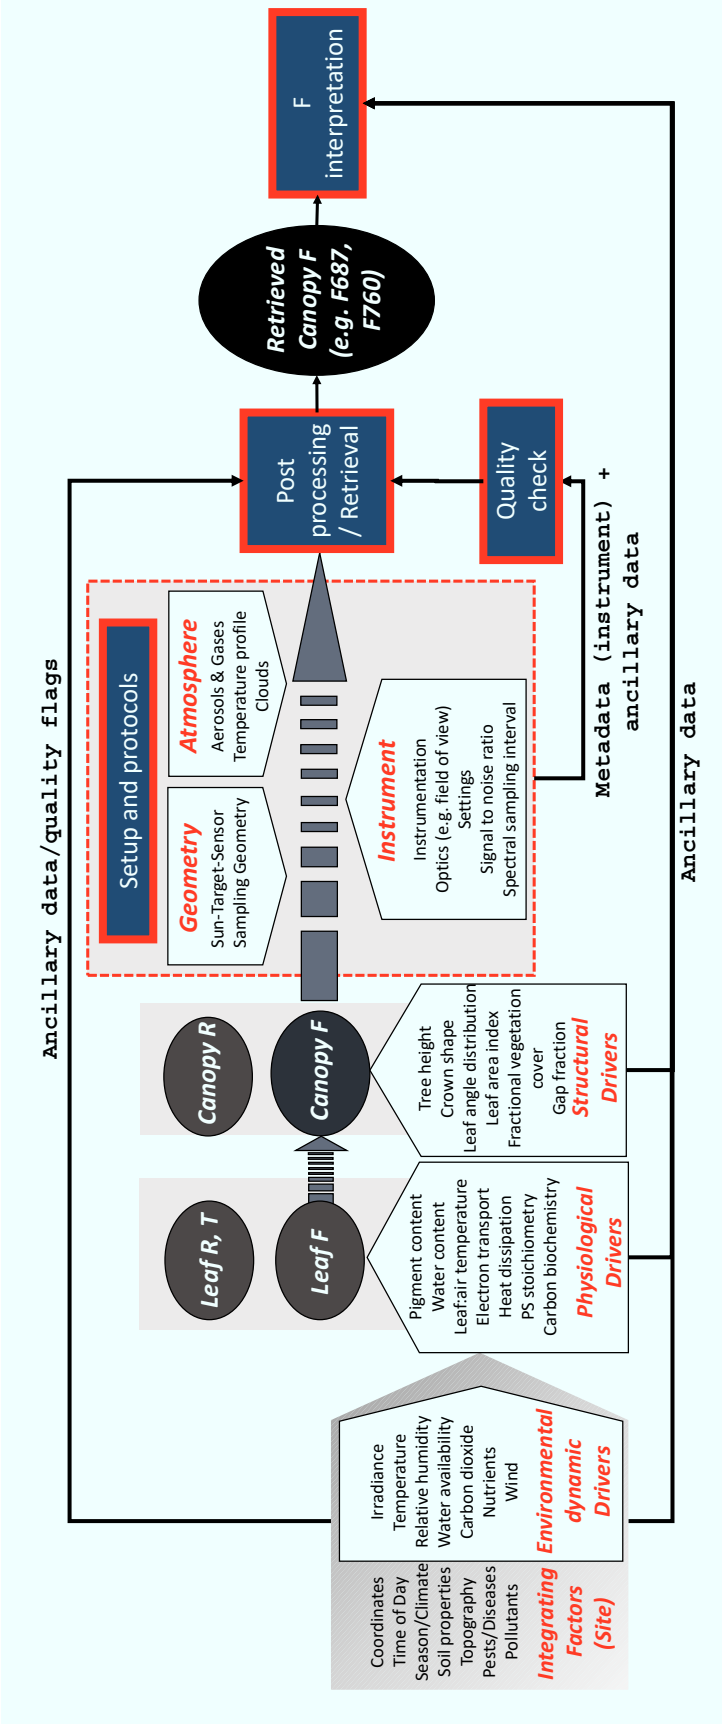 Ancillary data/quality flags
Coordinates
Time of Day
Season/Climate
Soil properties
Topography
Pests/Diseases
Pollutants
Integrating
Factors
(Site)
Irradiance
Temperature
Relative humidity
Water availability
Carbon dioxide
Nutrients
Wind
Environmental
dynamic
Drivers
Leaf R, T
Leaf F
Pigment content
Water content
Leaf:air temperature
Electron transport
Heat dissipation
PS stoichiometry
Carbon biochemistry
Physiological
Drivers
Canopy R
Canopy F
Tree height
Crown shape
Leaf angle distribution
Leaf area index
Fractional vegetation
cover
Gap fraction
Structural
Drivers
Setup and protocols
Geometry
Sun-Target-Sensor
Sampling Geometry
Atmosphere
Aerosols & Gases
Temperature profile
Clouds
Instrument
Instrumentation
Optics (e.g. field of view)
Settings
Signal to noise ratio
Spectral sampling interval
Post
processing
/ Retrieval
Quality
check
Metadata (instrument) +
ancillary data
Retrieved
Canopy F
(e.g. F687,
F760)
F
interpretation
Ancillary data